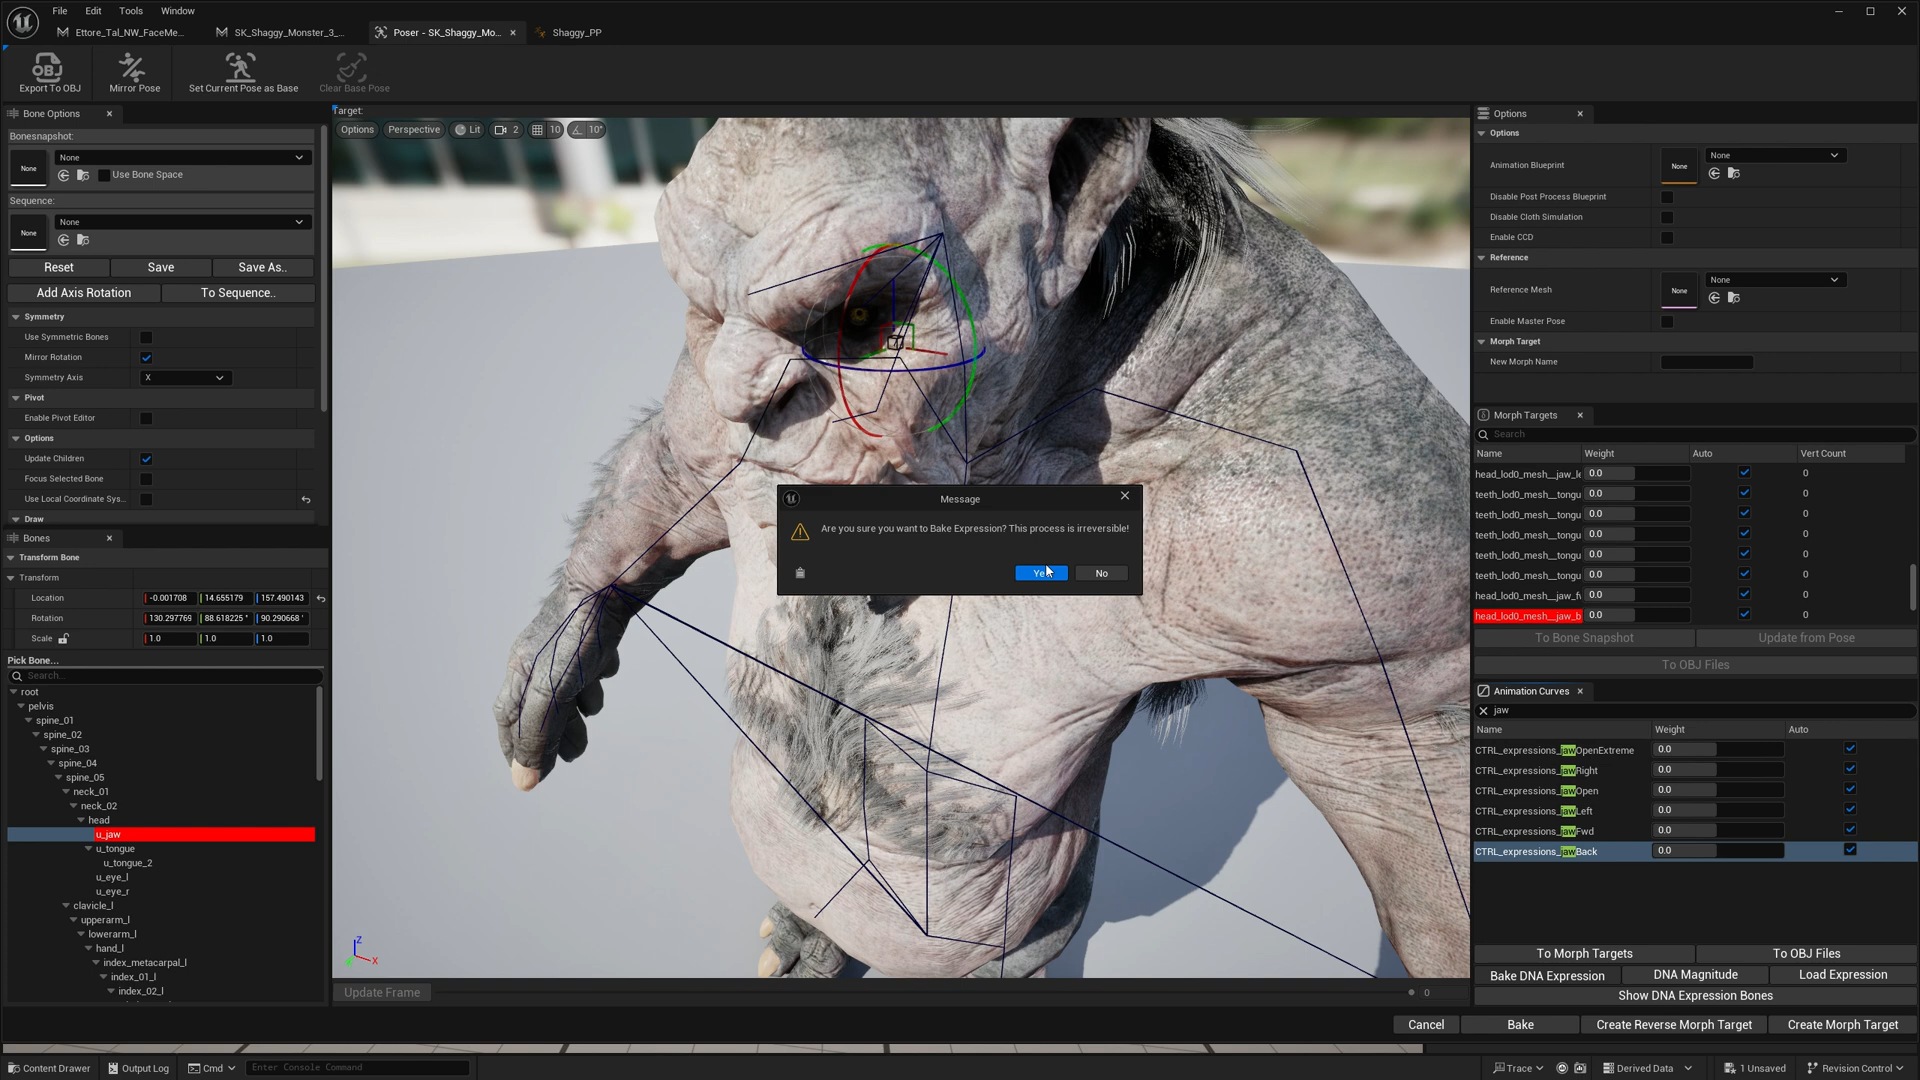 File Edit Tools Window
Ettore_Tal_NW_FaceMe... SK_Shaggy_Monster_3_... Poser - SK_Shaggy_Mo... Shaggy_PP
Export To OBJ Mirror Pose Set Current Pose as Base Clear Base Pose
Bone Options
Bonesnapshot:
None None
Use Bone Space
Sequence:
None None
Reset Save Save As..
Add Axis Rotation To Sequence..
Symmetry
Use Symmetric Bones
Mirror Rotation
Symmetry Axis X
Pivot
Enable Pivot Editor
Options
Update Children
Focus Selected Bone
Use Local Coordinate Sys...
Draw
Bones
Transform Bone
Transform
Location -0.001708 14.655179 157.490143
Rotation 130.297769 88.618225 ° 90.290668 °
Scale 1.0 1.0 1.0
Pick Bone...
Search...
root
pelvis
spine_01
spine_02
spine_03
spine_04
spine_05
neck_01
neck_02
head
u_jaw
u_tongue
u_tongue_2
u_eye_l
u_eye_r
clavicle_l
upperarm_l
lowerarm_l
hand_l
index_metacarpal_l
index_01_l
index_02_l
Target:
Options Perspective Lit 2 10 10°
Z
X
Update Frame 0
Message
Are you sure you want to Bake Expression? This process is irreversible!
Yes No
Options
Options
Animation Blueprint None None
Disable Post Process Blueprint
Disable Cloth Simulation
Enable CCD
Reference
Reference Mesh None None
Enable Master Pose
Morph Target
New Morph Name
Morph Targets
Search
Name Weight Auto Vert Count
head_lod0_mesh__jaw_le 0.0 0
teeth_lod0_mesh__tongu 0.0 0
teeth_lod0_mesh__tongu 0.0 0
teeth_lod0_mesh__tongu 0.0 0
teeth_lod0_mesh__tongu 0.0 0
teeth_lod0_mesh__tongu 0.0 0
head_lod0_mesh__jaw_fw 0.0 0
head_lod0_mesh__jaw_b 0.0 0
To Bone Snapshot Update from Pose
To OBJ Files
Animation Curves
jaw
Name Weight Auto
CTRL_expressions_jawOpenExtreme 0.0
CTRL_expressions_jawRight 0.0
CTRL_expressions_jawOpen 0.0
CTRL_expressions_jawLeft 0.0
CTRL_expressions_jawFwd 0.0
CTRL_expressions_jawBack 0.0
To Morph Targets To OBJ Files
Bake DNA Expression DNA Magnitude Load Expression
Show DNA Expression Bones
Cancel Bake Create Reverse Morph Target Create Morph Target
Content Drawer Output Log Cmd Enter Console Command Trace Derived Data 1 Unsaved Revision Control